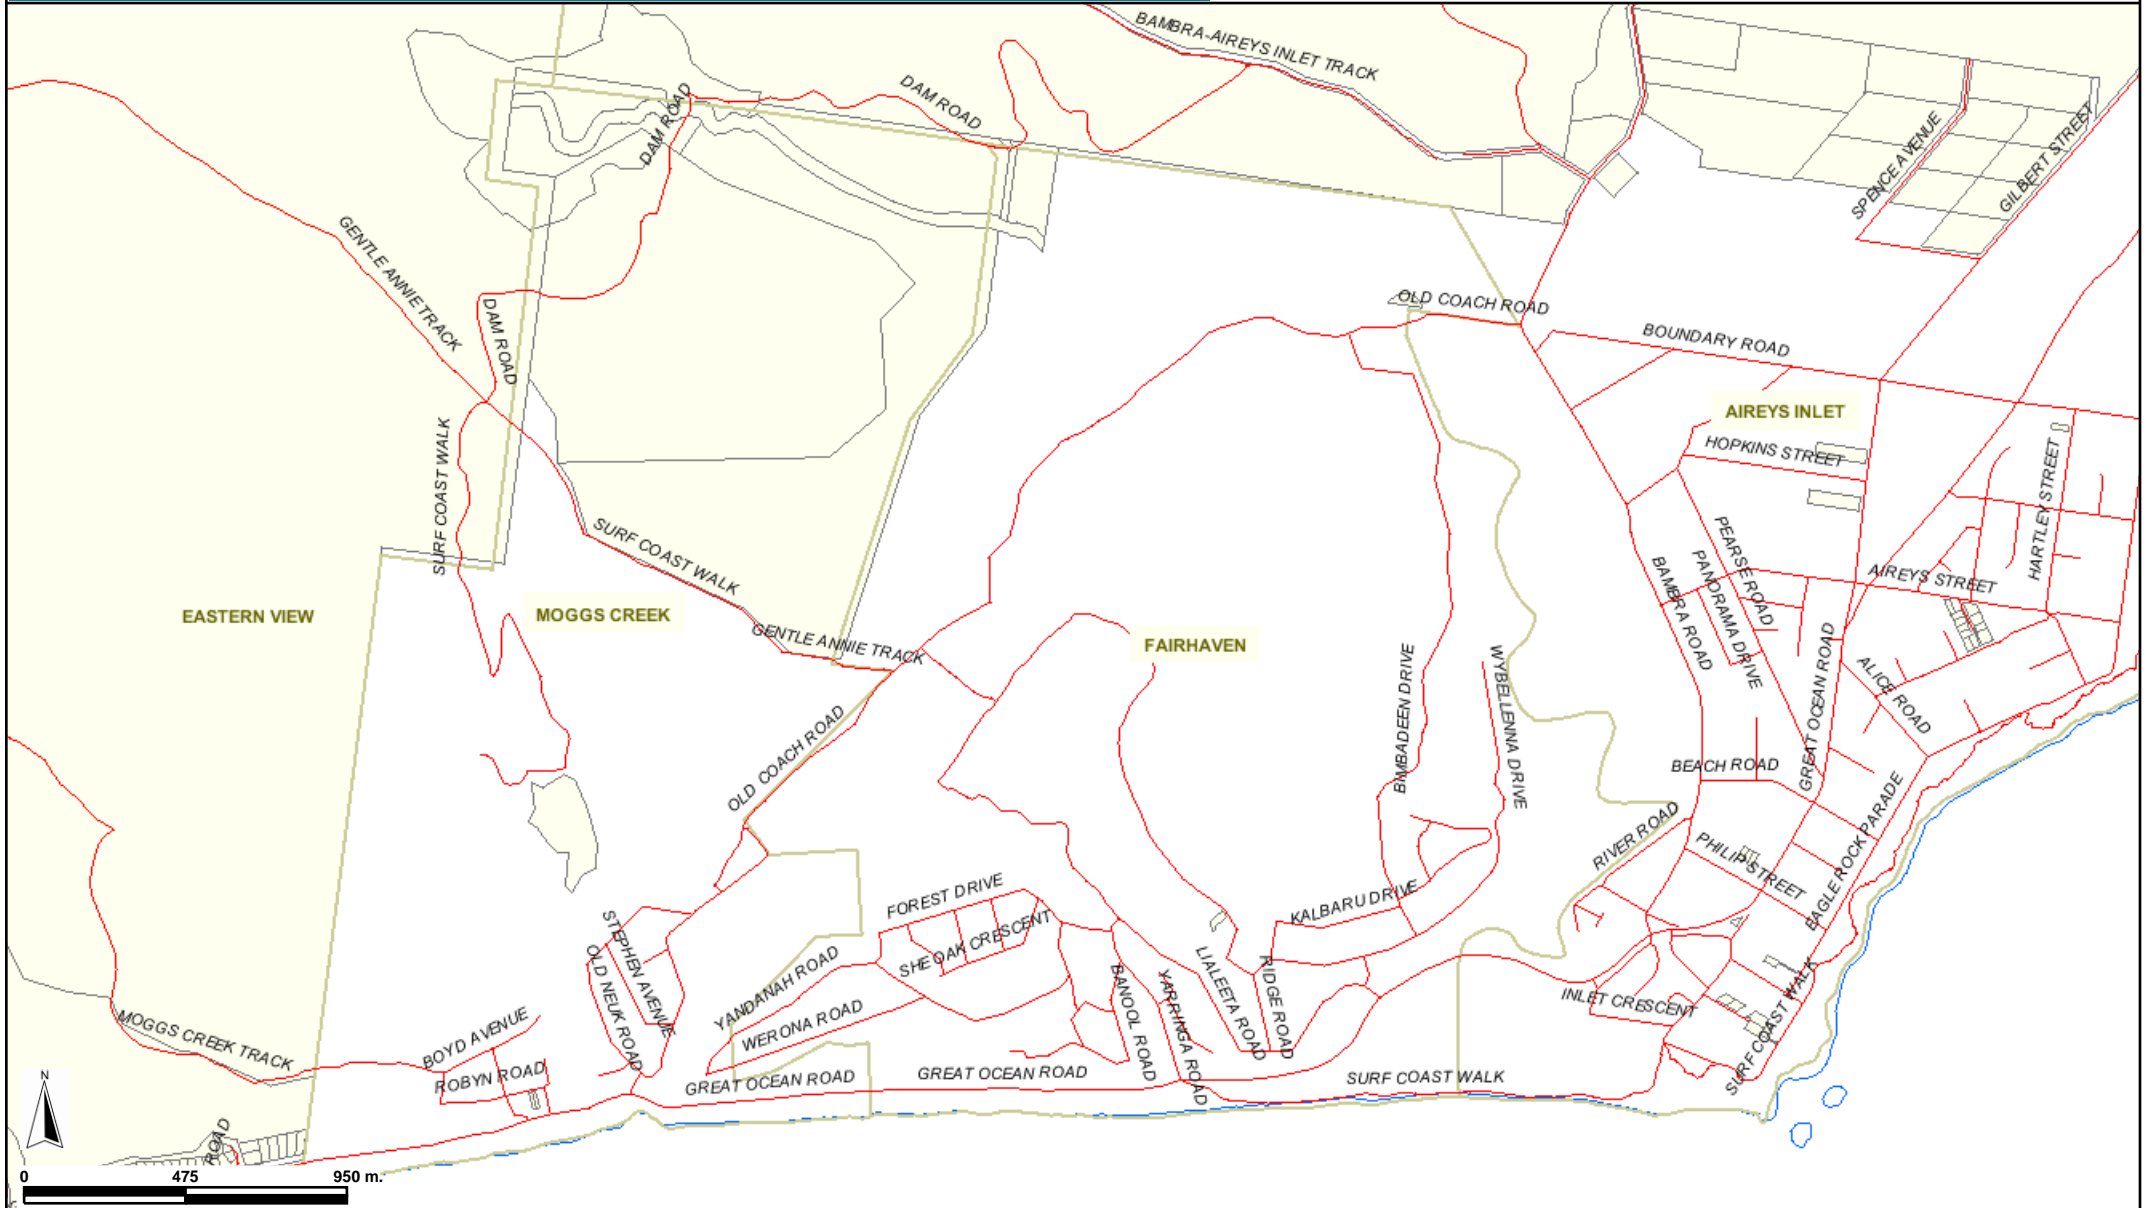 BAMBRA-AIREYS INLET TRACK
DAM ROAD
DAM ROAD
SPENCE AVENUE
GILBERT STREET
GENTLE ANNIE TRACK
DAM ROAD
OLD COACH ROAD
BOUNDARY ROAD
AIREYS INLET
HOPKINS STREET
SURF COAST WALK
HARTLEY STREET
SURF COAST WALK
PEARSE ROAD
PANORAMA DRIVE
BAMBRA ROAD
AIREYS STREET
EASTERN VIEW
MOGGS CREEK
GENTLE ANNIE TRACK
FAIRHAVEN
BIMBADEEN DRIVE
WYBELLENNA DRIVE
GREAT OCEAN ROAD
ALICE ROAD
OLD COACH ROAD
BEACH ROAD
RIVER ROAD
PHILIP STREET
EAGLE ROCK PARADE
FOREST DRIVE
SHE OAK CRESCENT
KALBARU DRIVE
STEPHEN AVENUE
OLD NEUK ROAD
YANDANAH ROAD
WERONA ROAD
BANOOL ROAD
YARRINGA ROAD
LIALEETA ROAD
RIDGE ROAD
INLET CRESCENT
SURF COAST WALK
MOGGS CREEK TRACK
BOYD AVENUE
ROBYN ROAD
GREAT OCEAN ROAD
GREAT OCEAN ROAD
SURF COAST WALK
ROAD
N
0 475 950 m.